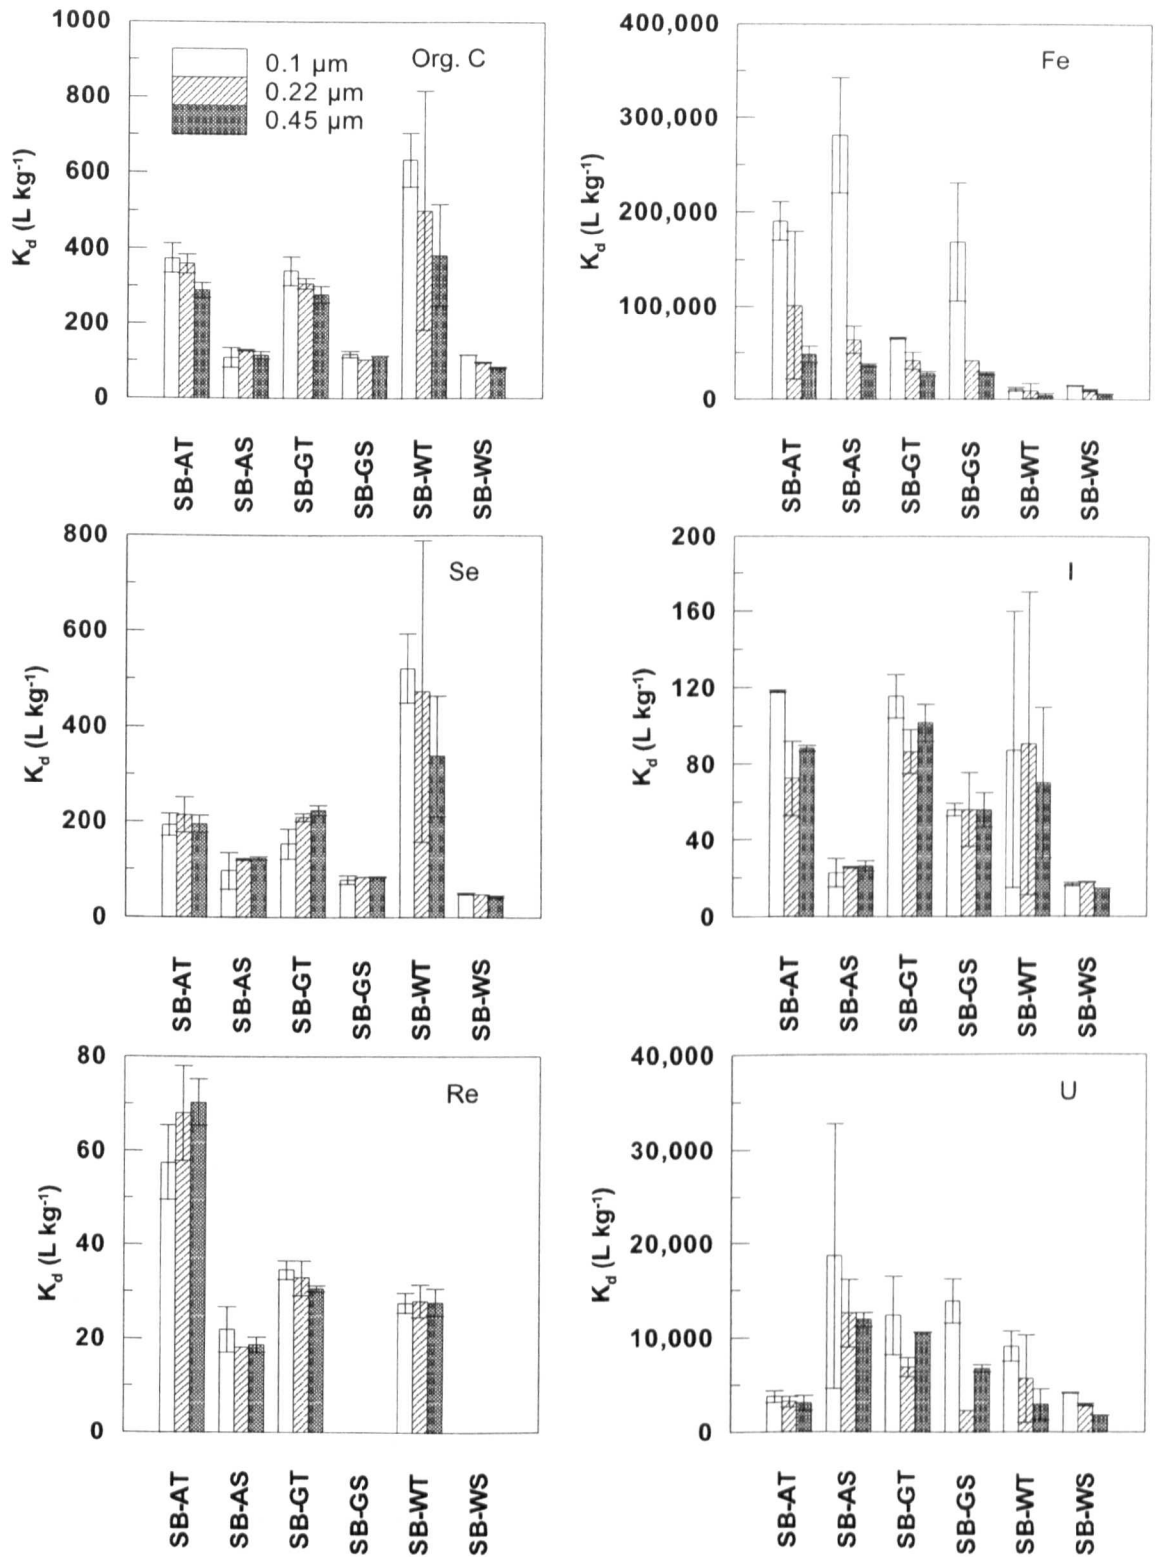 1000
800
600
400
200
0
K_d (L kg⁻¹)
0.1 µm
0.22 µm
0.45 µm
Org. C
SB-AT
SB-AS
SB-GT
SB-GS
SB-WT
SB-WS
400,000
300,000
200,000
100,000
0
K_d (L kg⁻¹)
Fe
SB-AT
SB-AS
SB-GT
SB-GS
SB-WT
SB-WS
800
600
400
200
0
K_d (L kg⁻¹)
Se
SB-AT
SB-AS
SB-GT
SB-GS
SB-WT
SB-WS
200
160
120
80
40
0
K_d (L kg⁻¹)
I
SB-AT
SB-AS
SB-GT
SB-GS
SB-WT
SB-WS
80
60
40
20
0
K_d (L kg⁻¹)
Re
SB-AT
SB-AS
SB-GT
SB-GS
SB-WT
SB-WS
40,000
30,000
20,000
10,000
0
K_d (L kg⁻¹)
U
SB-AT
SB-AS
SB-GT
SB-GS
SB-WT
SB-WS